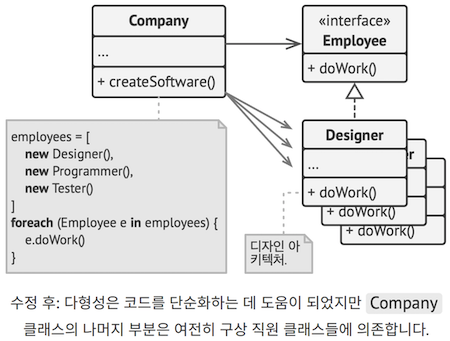 Company
...
+ createSoftware()
«interface»
Employee
+ doWork()
employees = [
new Designer(),
new Programmer(),
new Tester()
]
foreach (Employee e in employees) {
e.doWork()
}
Designer
...
+ doWork()
r
+ doWork()
+ doWork()
디자인 아
키텍처.
수정 후: 다형성은 코드를 단순화하는 데 도움이 되었지만 Company
클래스의 나머지 부분은 여전히 구상 직원 클래스들에 의존합니다.